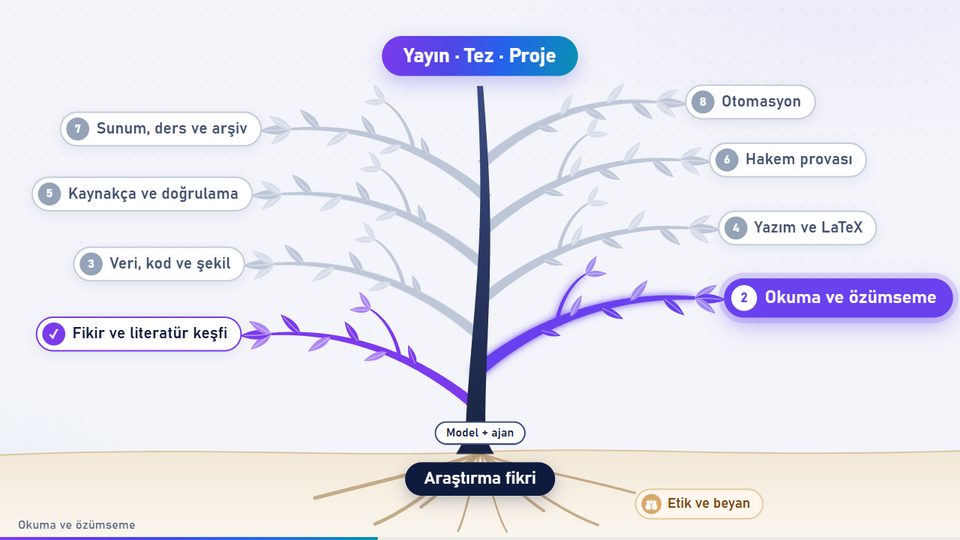 Yayın · Tez · Proje
8 Otomasyon
7 Sunum, ders ve arşiv
6 Hakem provası
5 Kaynakça ve doğrulama
4 Yazım ve LaTeX
3 Veri, kod ve şekil
2 Okuma ve özümseme
Fikir ve literatür keşfi
Model + ajan
Araştırma fikri
Etik ve beyan
Okuma ve özümseme